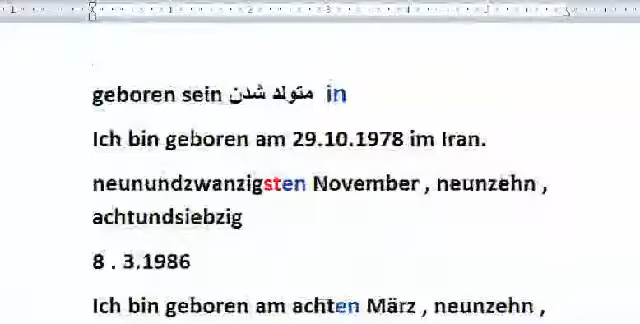 geboren sein متولد شدن in
Ich bin geboren am 29.10.1978 im Iran.
neunundzwanzigsten November , neunzehn ,
achtundsiebzig
8 . 3.1986
Ich bin geboren am achten März , neunzehn ,